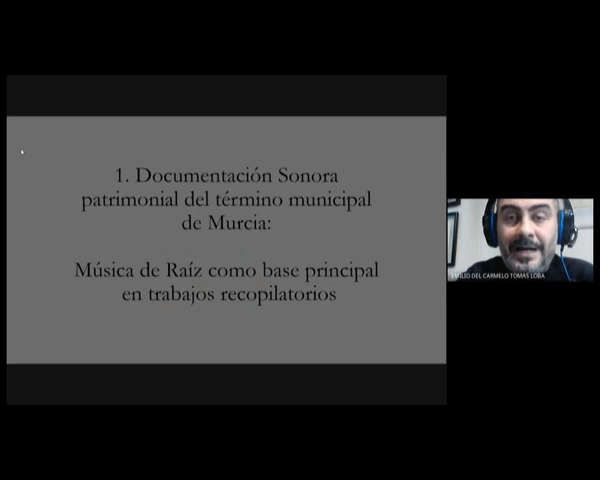 1. Documentación Sonora
patrimonial del término municipal
de Murcia:
Música de Raíz como base principal
en trabajos recopilatorios
EMILIO DEL CARMELO TOMAS LOBA